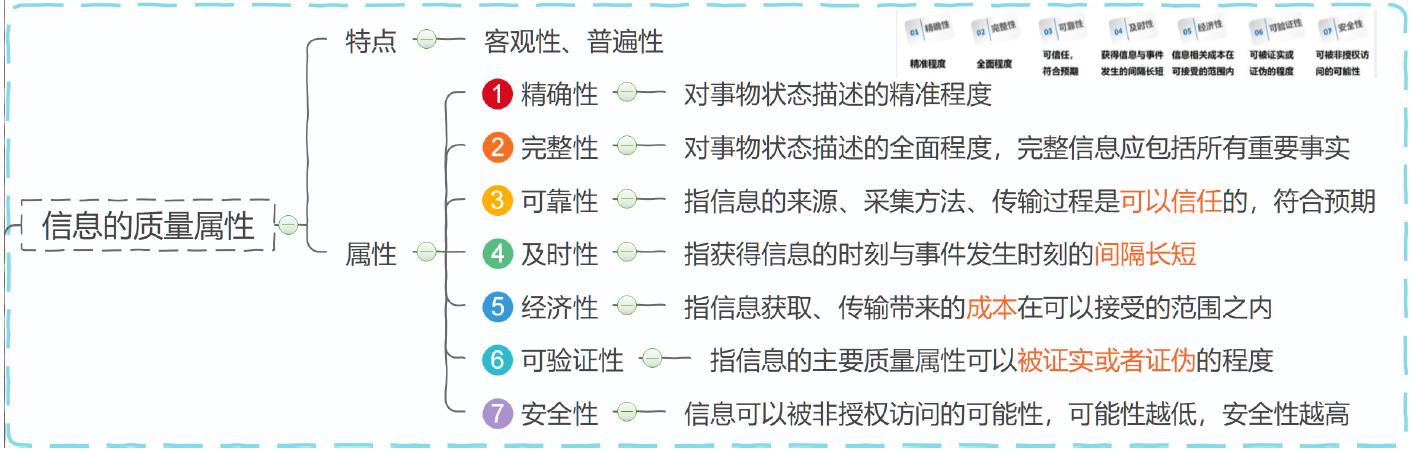 特点 客观性、普遍性
01 精确性 02 完整性 03 可靠性 04 及时性 05 经济性 06 可验证性 07 安全性
精准程度 全面程度 可信任, 获得信息与事件 信息相关成本在 可被证实或 可被非授权访
符合预期 发生的间隔长短 可接受的范围内 证伪的程度 问的可能性
1 精确性 对事物状态描述的精准程度
2 完整性 对事物状态描述的全面程度，完整信息应包括所有重要事实
3 可靠性 指信息的来源、采集方法、传输过程是可以信任的，符合预期
信息的质量属性
属性
4 及时性 指获得信息的时刻与事件发生时刻的间隔长短
5 经济性 指信息获取、传输带来的成本在可以接受的范围之内
6 可验证性 指信息的主要质量属性可以被证实或者证伪的程度
7 安全性 信息可以被非授权访问的可能性，可能性越低，安全性越高